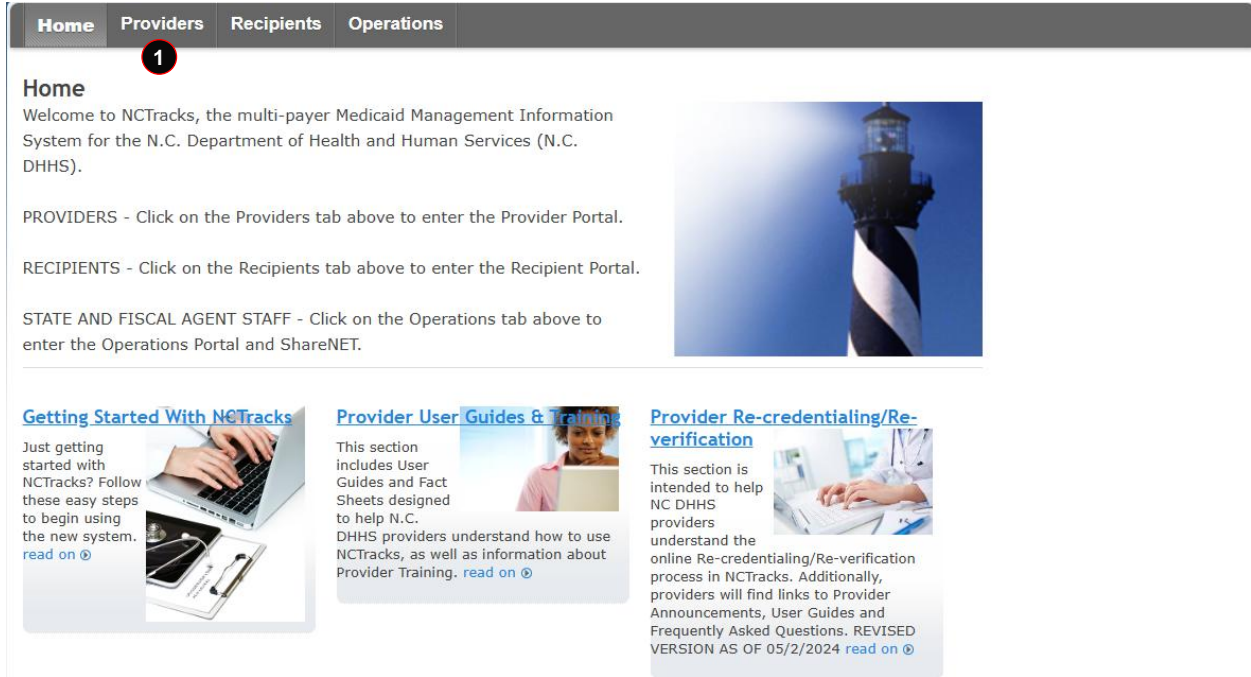 Home Providers Recipients Operations
1
Home
Welcome to NCTracks, the multi-payer Medicaid Management Information
System for the N.C. Department of Health and Human Services (N.C.
DHHS).
PROVIDERS - Click on the Providers tab above to enter the Provider Portal.
RECIPIENTS - Click on the Recipients tab above to enter the Recipient Portal.
STATE AND FISCAL AGENT STAFF - Click on the Operations tab above to
enter the Operations Portal and ShareNET.
Getting Started With NCTracks
Just getting
started with
NCTracks? Follow
these easy steps
to begin using
the new system.
read on
Provider User Guides & Training
This section
includes User
Guides and Fact
Sheets designed
to help N.C.
DHHS providers understand how to use
NCTracks, as well as information about
Provider Training. read on
Provider Re-credentialing/Re-
verification
This section is
intended to help
NC DHHS
providers
understand the
online Re-credentialing/Re-verification
process in NCTracks. Additionally,
providers will find links to Provider
Announcements, User Guides and
Frequently Asked Questions. REVISED
VERSION AS OF 05/2/2024 read on